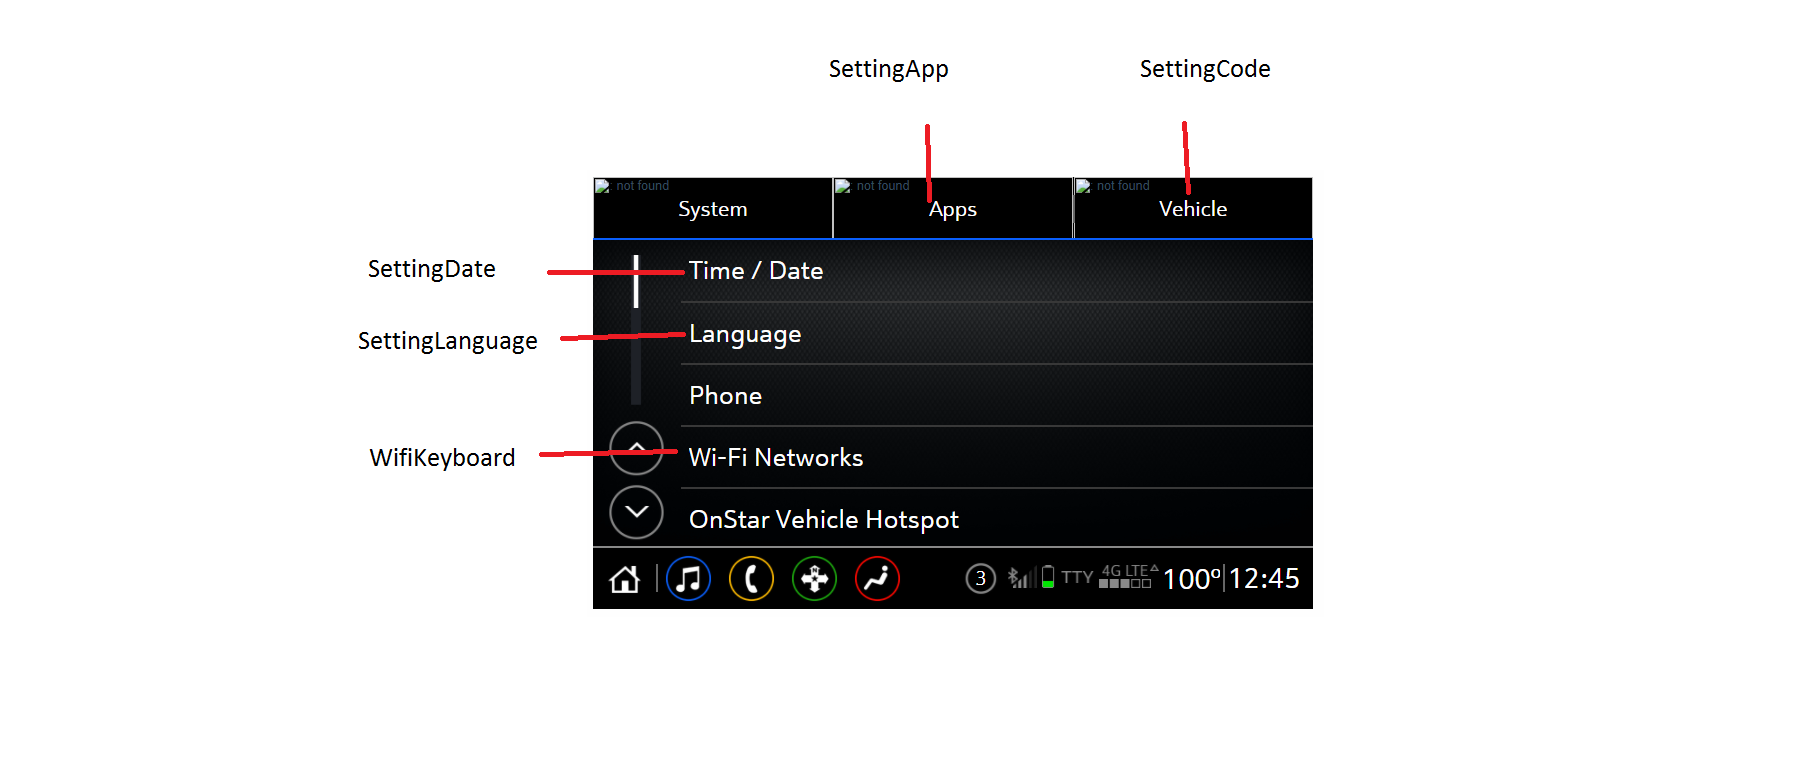 SettingApp
SettingCode
not found
not found
not found
System
Apps
Vehicle
SettingDate
Time / Date
SettingLanguage
Language
Phone
WifiKeyboard
Wi-Fi Networks
OnStar Vehicle Hotspot
N
3
TTY
4G LTE
100º
12:45